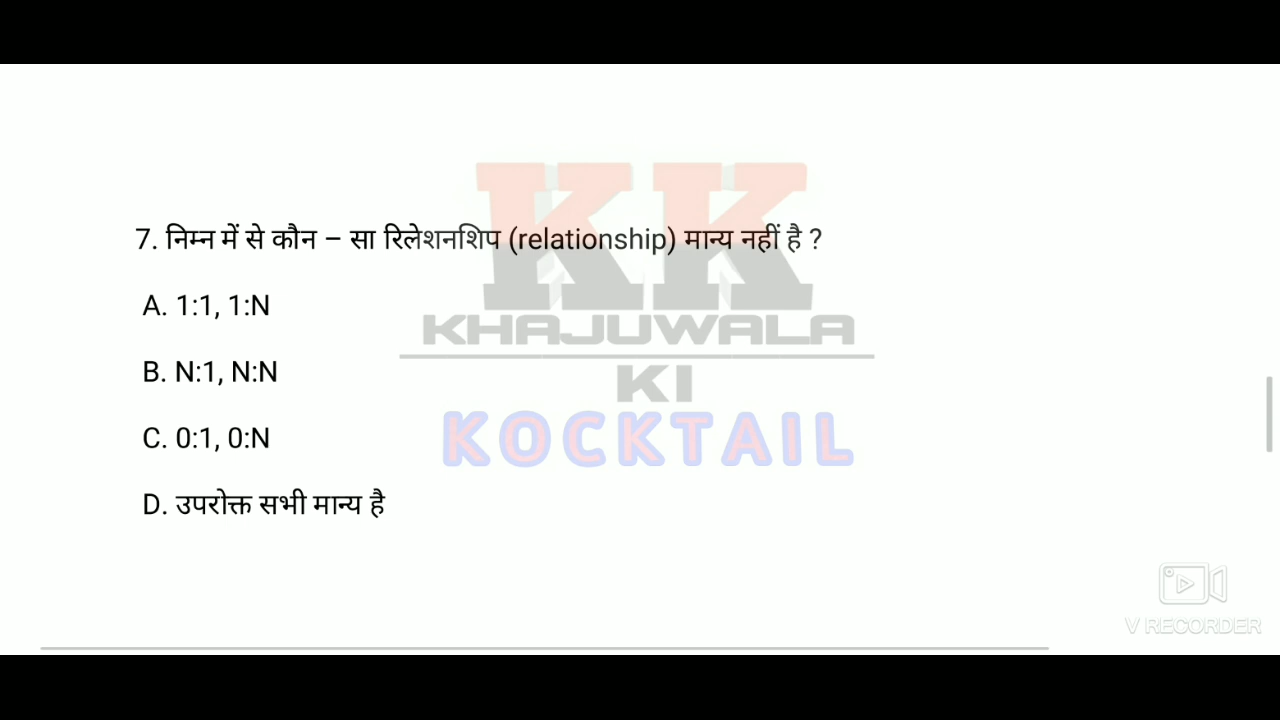 KK
7. निम्न में से कौन – सा रिलेशनशिप (relationship) मान्य नहीं है ?
A. 1:1, 1:N
KHAJUWALA
B. N:1, N:N
KI
C. 0:1, 0:N
KOCKTAIL
D. उपरोक्त सभी मान्य है
V RECORDER